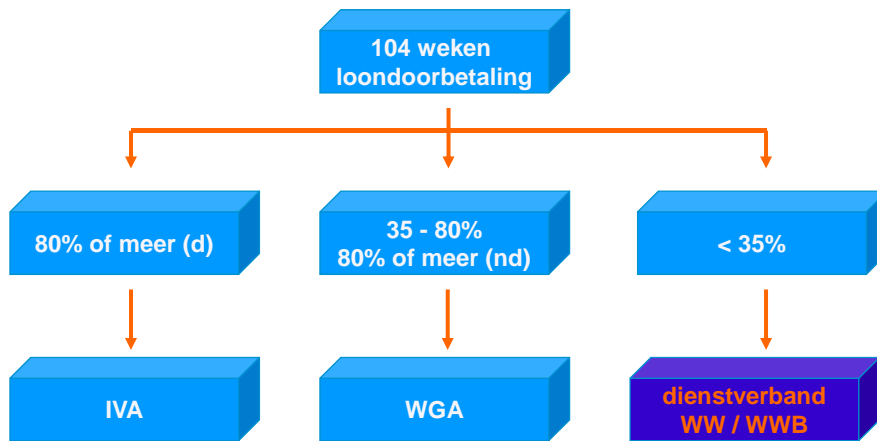 104 weken
loondoorbetaling
80% of meer (d)
35 - 80%
80% of meer (nd)
< 35%
IVA
WGA
dienstverband
WW / WWB